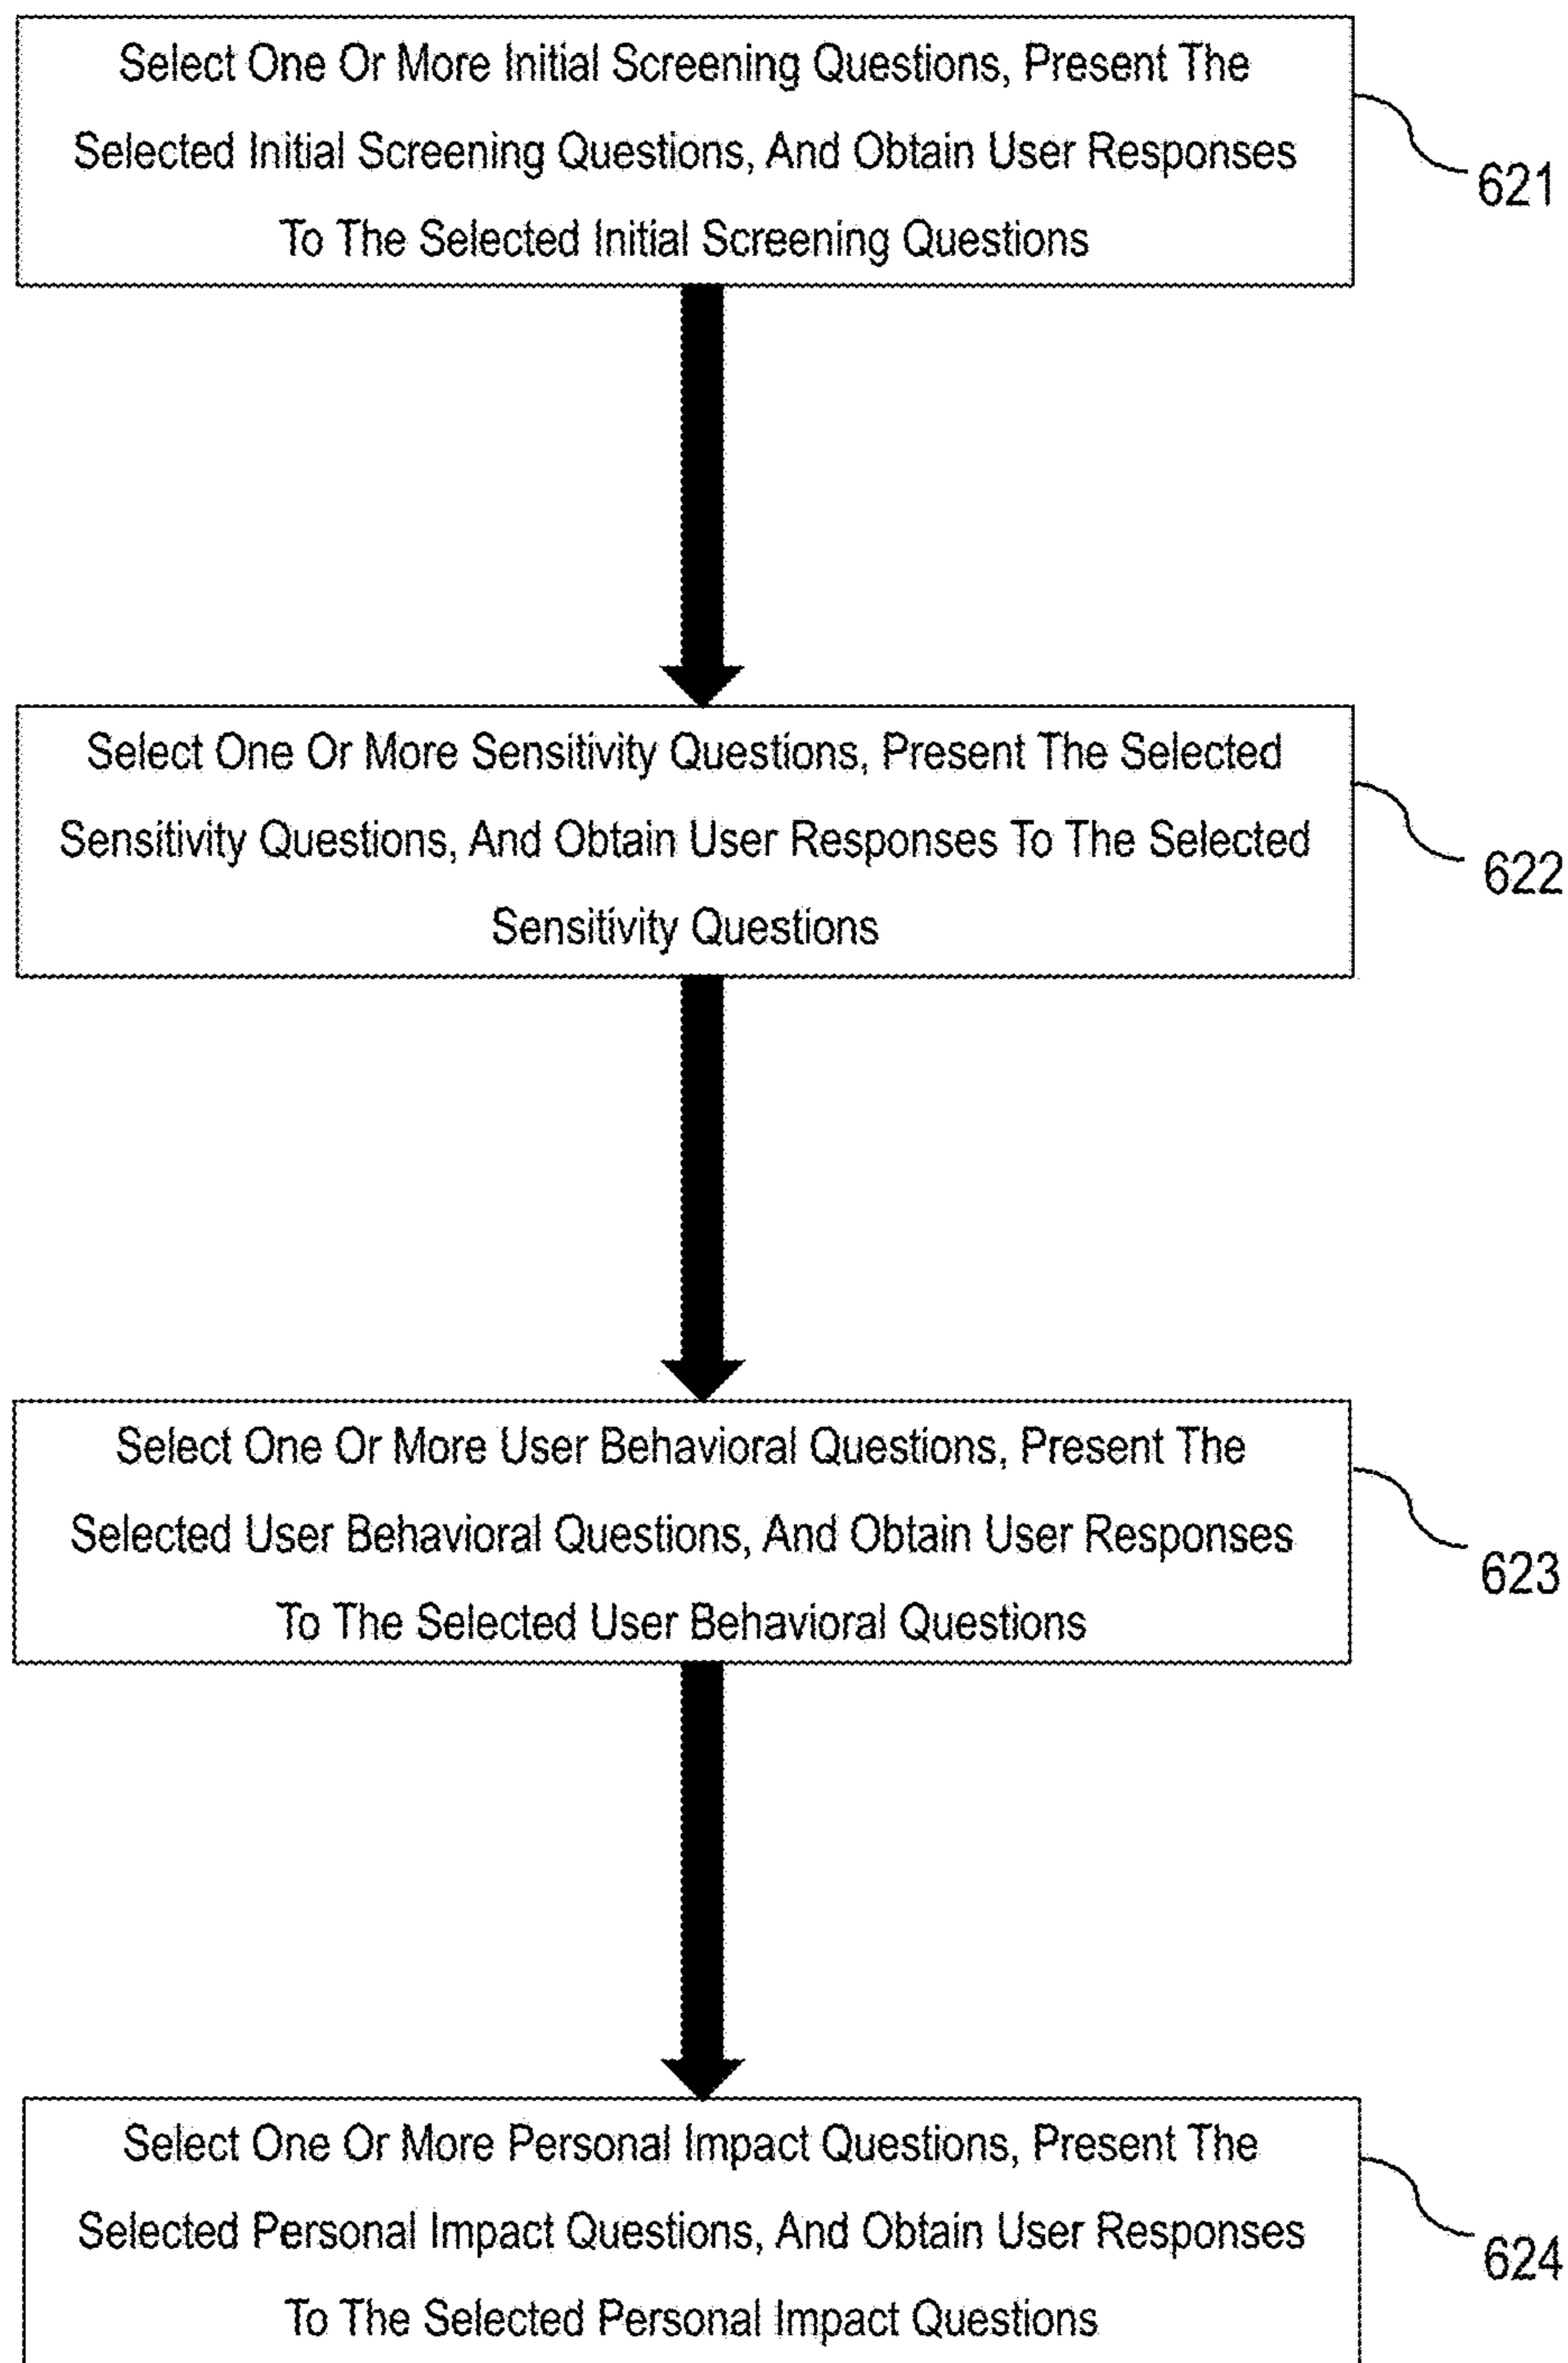 Select One Or More Initial Screening Questions, Present The
Selected Initial Screening Questions, And Obtain User Responses
To The Selected Initial Screening Questions
621
Select One Or More Sensitivity Questions, Present The Selected
Sensitivity Questions, And Obtain User Responses To The Selected
Sensitivity Questions
622
Select One Or More User Behavioral Questions, Present The
Selected User Behavioral Questions, And Obtain User Responses
To The Selected User Behavioral Questions
623
Select One Or More Personal Impact Questions, Present The
Selected Personal Impact Questions, And Obtain User Responses
To The Selected Personal Impact Questions
624